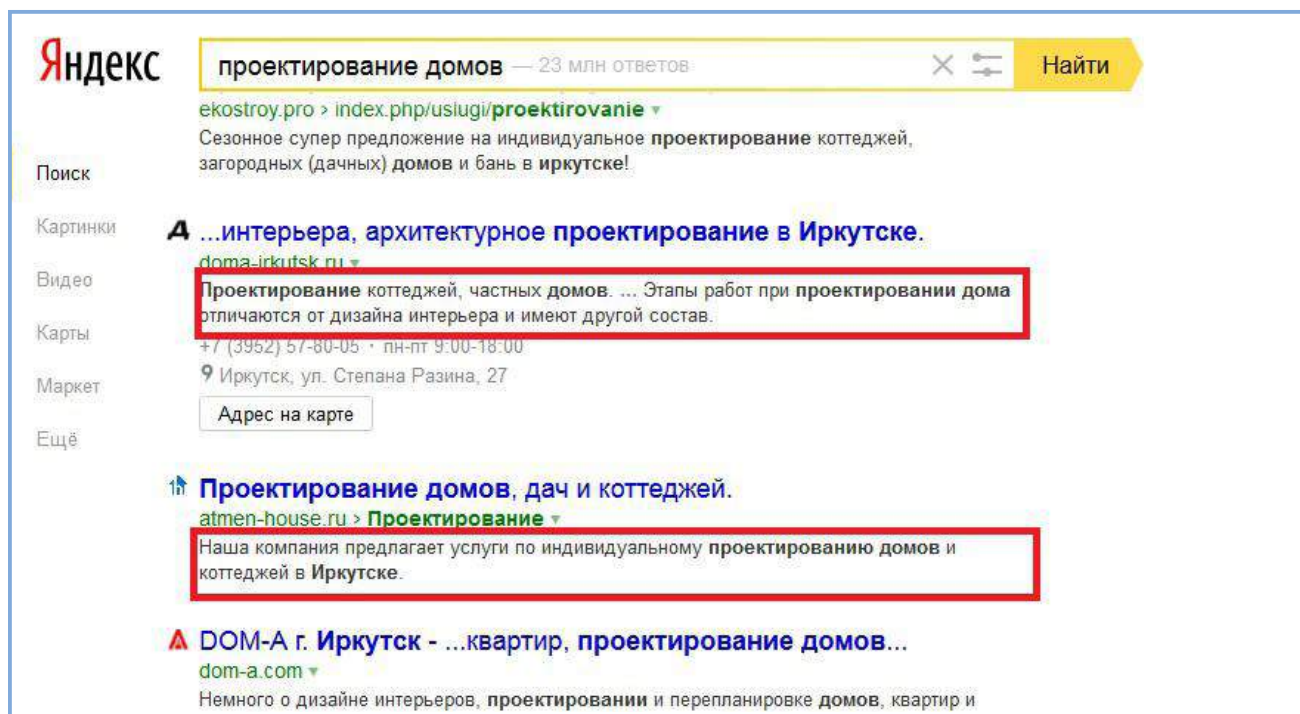 Яндекс
проектирование домов — 23 млн ответов
Найти
ekostroy.pro › index.php/uslugi/proektirovanie
Сезонное супер предложение на индивидуальное проектирование коттеджей,
загородных (дачных) домов и бань в иркутске!
Поиск
Картинки
Видео
Карты
Маркет
Ещё
...интерьера, архитектурное проектирование в Иркутске.
doma-irkutsk.ru
Проектирование коттеджей, частных домов. ... Этапы работ при проектировании дома
отличаются от дизайна интерьера и имеют другой состав.
+7 (3952) 57-80-05 · пн-пт 9:00-18:00
Иркутск, ул. Степана Разина, 27
Адрес на карте
Проектирование домов, дач и коттеджей.
atmen-house.ru › Проектирование
Наша компания предлагает услуги по индивидуальному проектированию домов и
коттеджей в Иркутске.
DOM-A г. Иркутск - ...квартир, проектирование домов...
dom-a.com
Немного о дизайне интерьеров, проектировании и перепланировке домов, квартир и